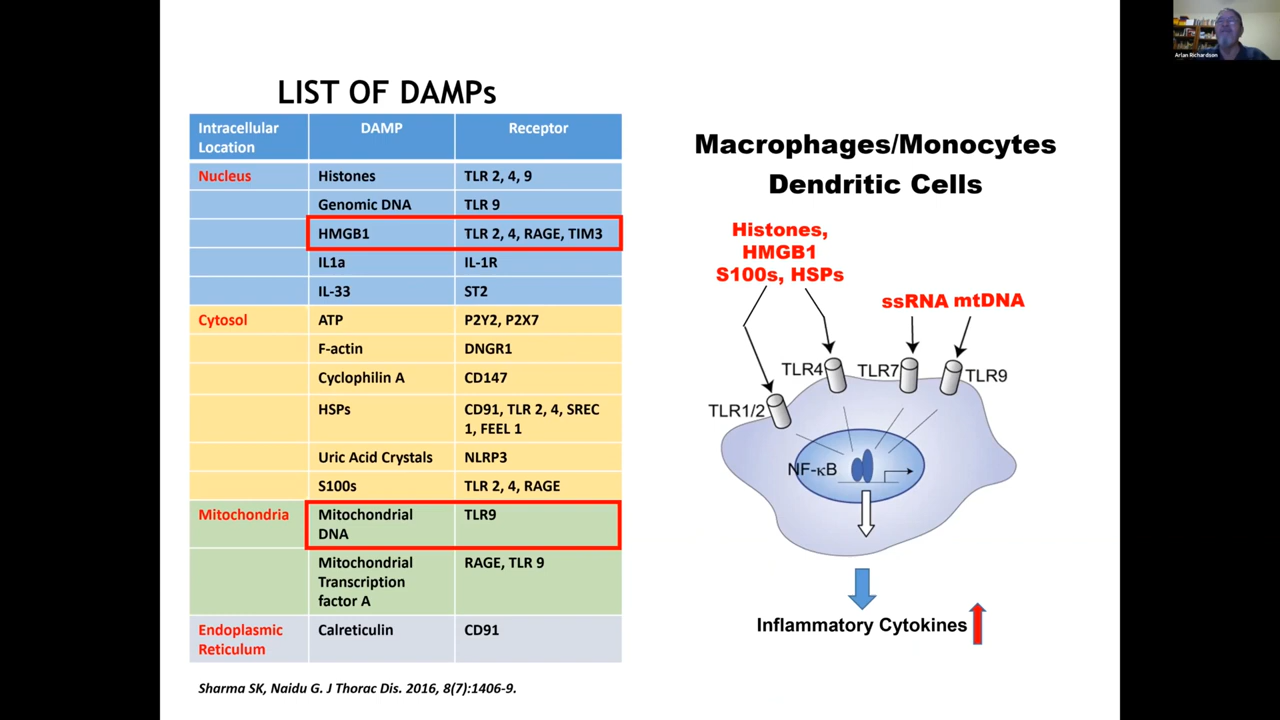 LIST OF DAMPs
Intracellular
Location
DAMP
Receptor
Nucleus
Histones
TLR 2, 4, 9
Genomic DNA
TLR 9
HMGB1
TLR 2, 4, RAGE, TIM3
IL1a
IL-1R
IL-33
ST2
Cytosol
ATP
P2Y2, P2X7
F-actin
DNGR1
Cyclophilin A
CD147
HSPs
CD91, TLR 2, 4, SREC
1, FEEL 1
Uric Acid Crystals
NLRP3
S100s
TLR 2, 4, RAGE
Mitochondria
Mitochondrial
DNA
TLR9
Mitochondrial
Transcription
factor A
RAGE, TLR 9
Endoplasmic
Reticulum
Calreticulin
CD91
Sharma SK, Naidu G. J Thorac Dis. 2016, 8(7):1406-9.
Macrophages/Monocytes
Dendritic Cells
Histones,
HMGB1
S100s, HSPs
ssRNA mtDNA
TLR4
TLR7
TLR9
TLR1/2
NF-κB
Inflammatory Cytokines
Arlan Richardson